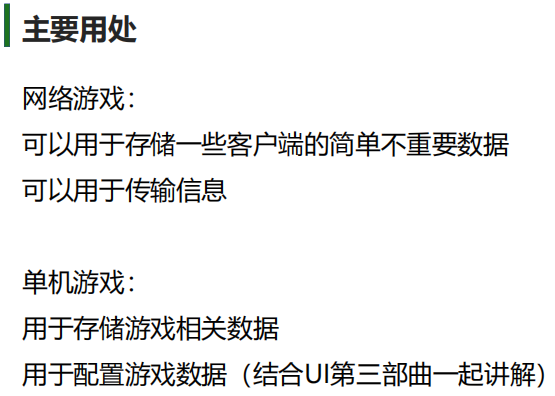 主要用处
网络游戏：
可以用于存储一些客户端的简单不重要数据
可以用于传输信息
单机游戏：
用于存储游戏相关数据
用于配置游戏数据（结合UI第三部曲一起讲解）